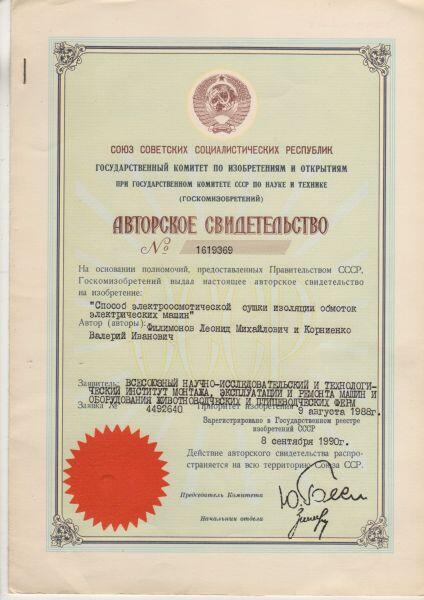 СОЮЗ СОВЕТСКИХ СОЦИАЛИСТИЧЕСКИХ РЕСПУБЛИК
ГОСУДАРСТВЕННЫЙ КОМИТЕТ ПО ИЗОБРЕТЕНИЯМ И ОТКРЫТИЯМ
ПРИ ГОСУДАРСТВЕННОМ КОМИТЕТЕ СССР ПО НАУКЕ И ТЕХНИКЕ
(ГОСКОМИЗОБРЕТЕНИЙ)
АВТОРСКОЕ СВИДЕТЕЛЬСТВО
№ 1619369
На основании полномочий, предоставленных Правительством СССР,
Госкомизобретений выдал настоящее авторское свидетельство
на изобретение:
"Способ электроосмотической сушки изоляции обмоток
электрических машин"
Автор (авторы): Филимонов Леонид Михайлович и Корниенко
Валерий Иванович
Заявитель: ВСЕСОЮЗНЫЙ НАУЧНО-ИССЛЕДОВАТЕЛЬСКИЙ И ТЕХНОЛОГИ-
ЧЕСКИЙ ИНСТИТУТ МОНТАЖА, ЭКСПЛУАТАЦИИ И РЕМОНТА МАШИН И
ОБОРУДОВАНИЯ ЖИВОТНОВОДЧЕСКИХ И ПТИЦЕВОДЧЕСКИХ ФЕРМ
Заявка № 4492640 Приоритет изобретения 9 августа 1988г.
Зарегистрировано в Государственном реестре
изобретений СССР
8 сентября 1990г.
Действие авторского свидетельства распро-
страняется на всю территорию Союза ССР.
Председатель Комитета
Начальник отдела